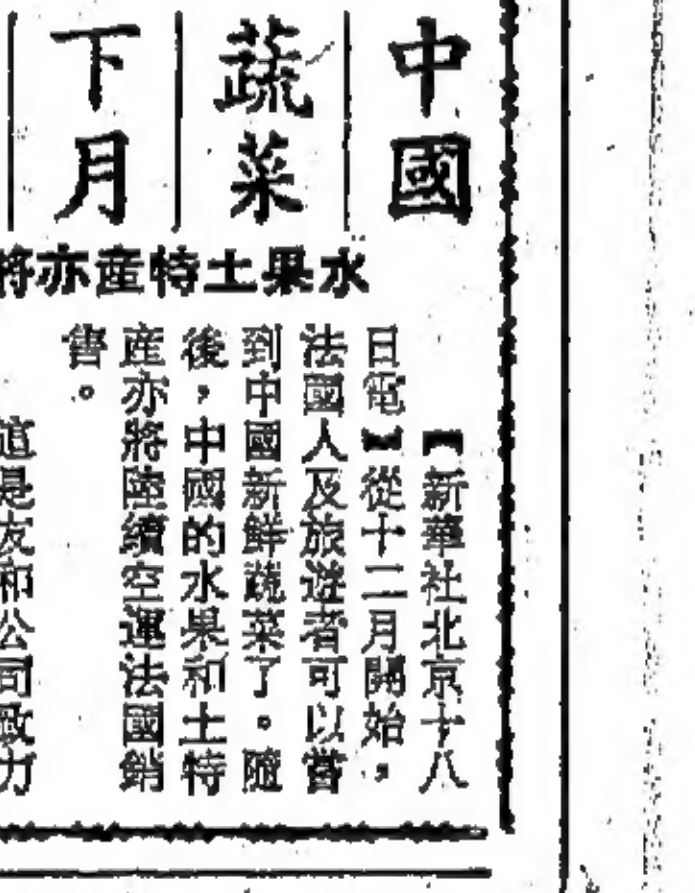 中國
蔬菜
下月
水果土特產亦將
【新華社北京十八
日電】從十二月開始，
法國人及旅遊者可以嘗
到中國新鮮蔬菜了。隨
後，中國的水果和土特
產亦將陸續空運法國銷
售。
這是友和公司致力